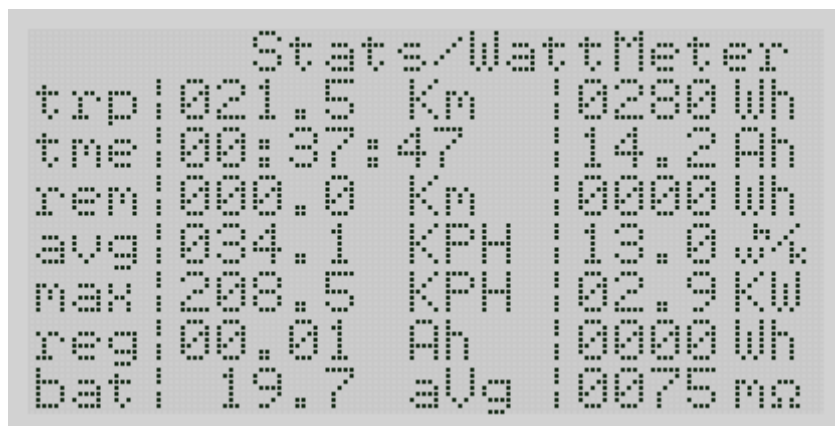 Stats/WattMeter
trp|021.5 Km |0280 Wh
tme|00:37:47 |14.2 Ah
rem|000.0 Km |0000 Wh
avg|034.1 KPH |13.0 w/k
max|208.5 KPH |02.9 KW
reg|00.01 Ah |0000 Wh
bat| 19.7 aVg |0075 mΩ